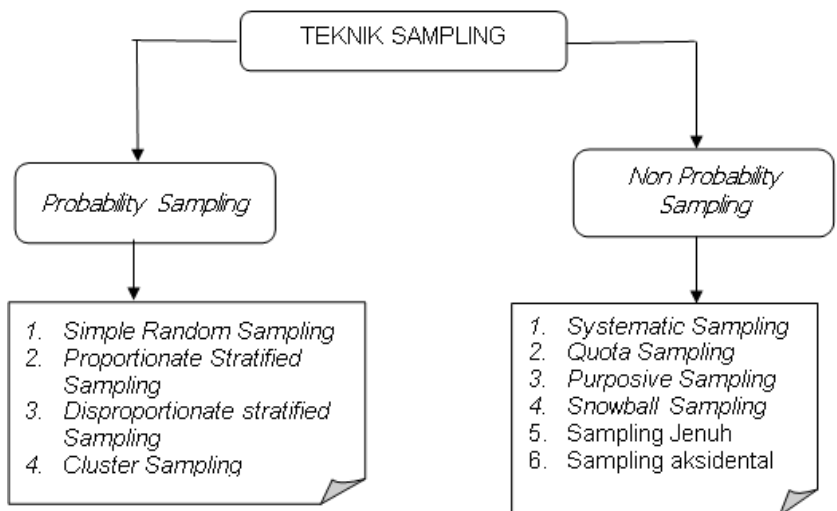 TEKNIK SAMPLING
Probability Sampling
Non Probability
Sampling
1. Simple Random Sampling
2. Proportionate Stratified
Sampling
3. Disproportionate stratified
Sampling
4. Cluster Sampling
1. Systematic Sampling
2. Quota Sampling
3. Purposive Sampling
4. Snowball Sampling
5. Sampling Jenuh
6. Sampling aksidental